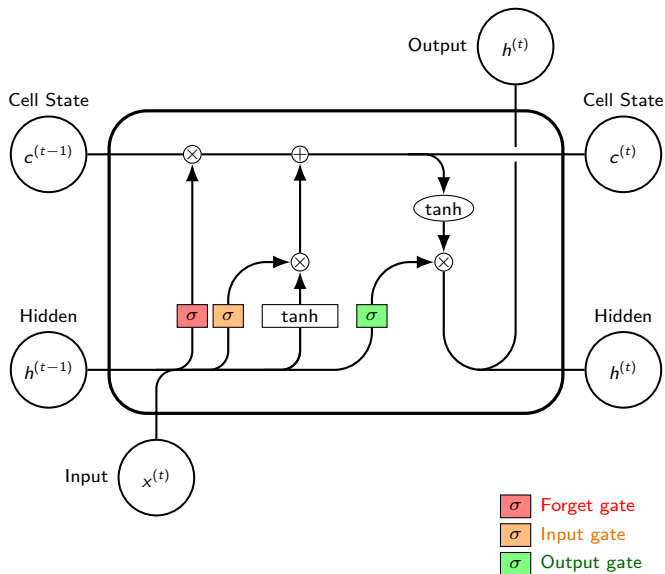 Output
h^(t)
Cell State
Cell State
c^(t−1)
⊗
⊕
c^(t)
tanh
⊗
⊗
Hidden
σ
σ
tanh
σ
Hidden
h^(t−1)
h^(t)
Input
x^(t)
σ Forget gate
σ Input gate
σ Output gate